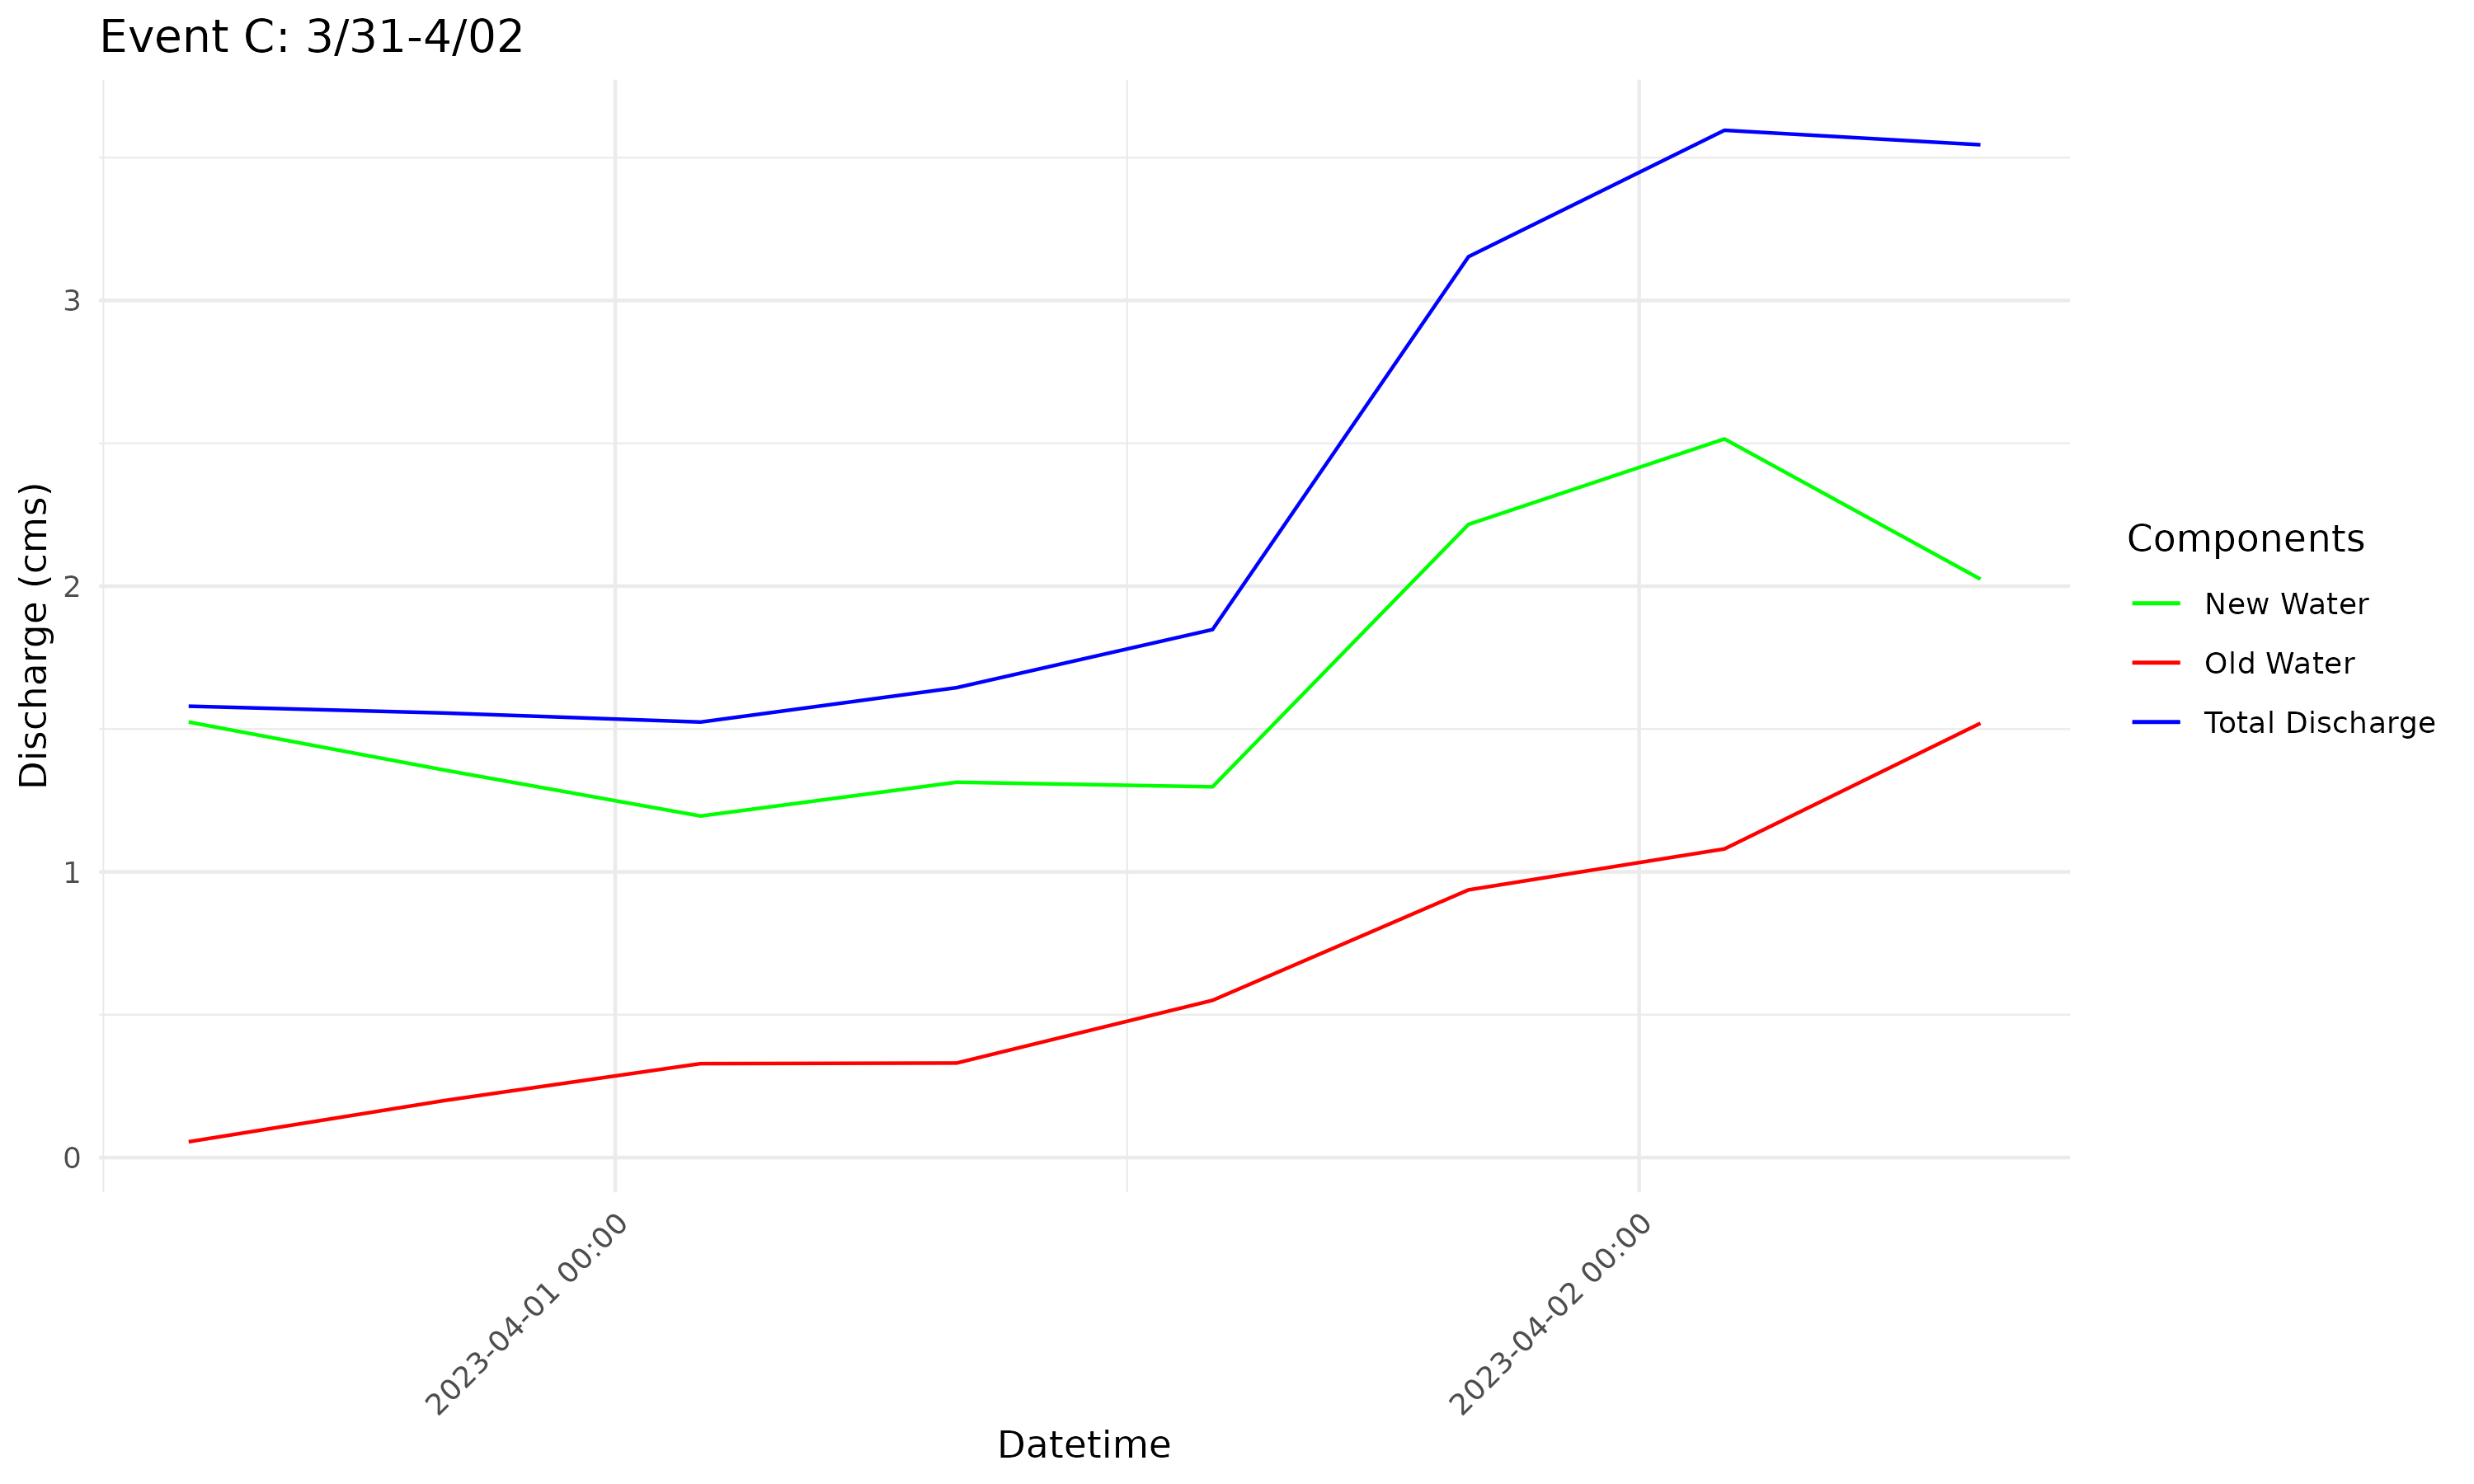 Event C: 3/31-4/02
Discharge (cms)
3
2
1
0
2023-04-01 00:00
2023-04-02 00:00
Datetime
Components
New Water
Old Water
Total Discharge